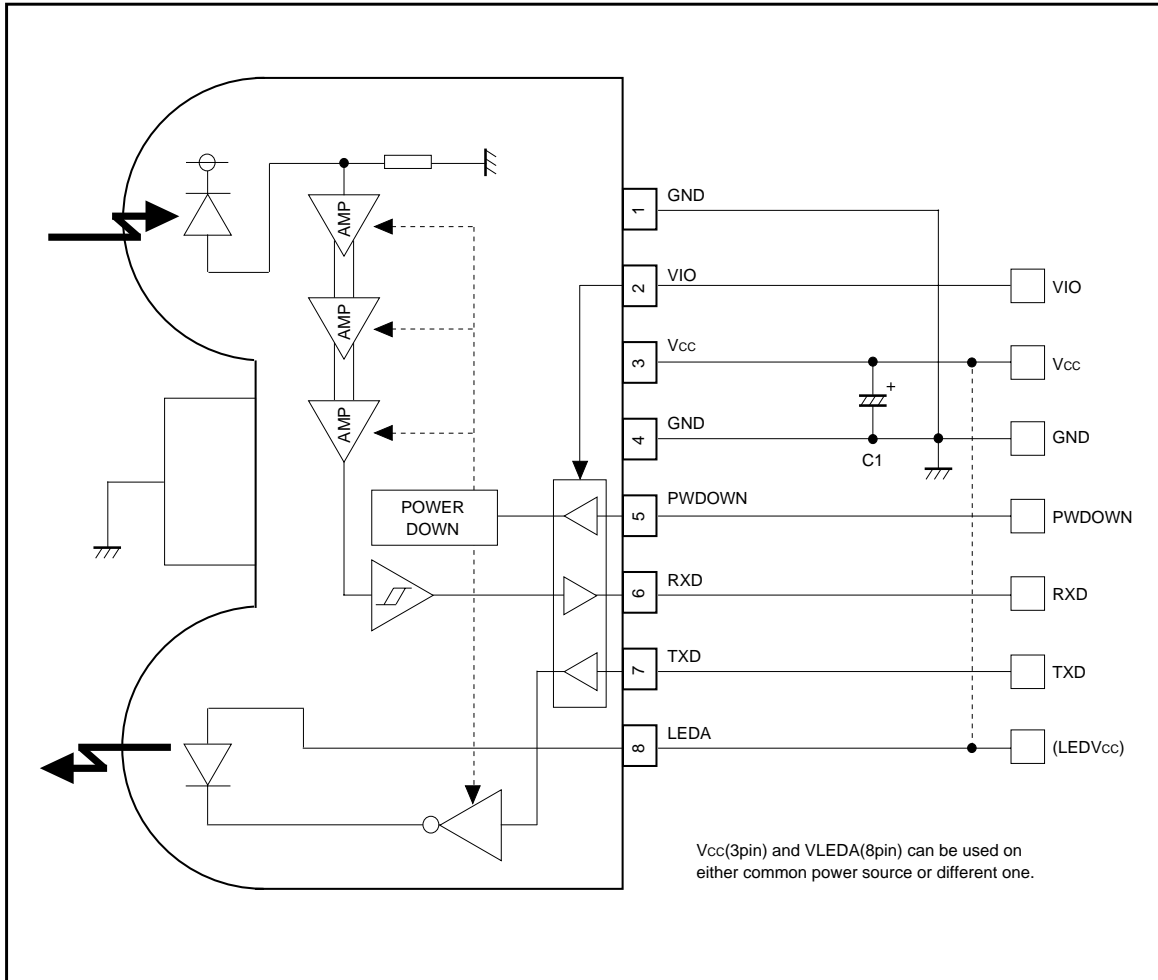 AMP
AMP
AMP
POWER
DOWN
1
GND
2
VIO
VIO
3
Vcc
Vcc
4
GND
GND
+
C1
5
PWDOWN
PWDOWN
6
RXD
RXD
7
TXD
TXD
8
LEDA
(LEDVcc)
Vcc(3pin) and VLEDA(8pin) can be used on
either common power source or different one.